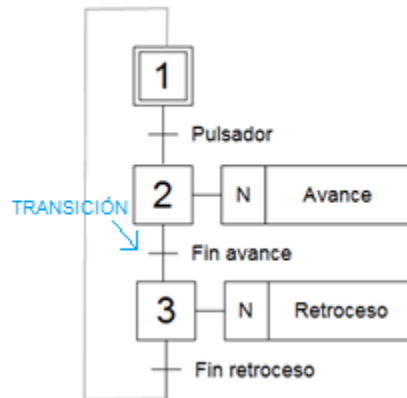 1
Pulsador
2
N
Avance
TRANSICIÓN
Fin avance
3
N
Retroceso
Fin retroceso